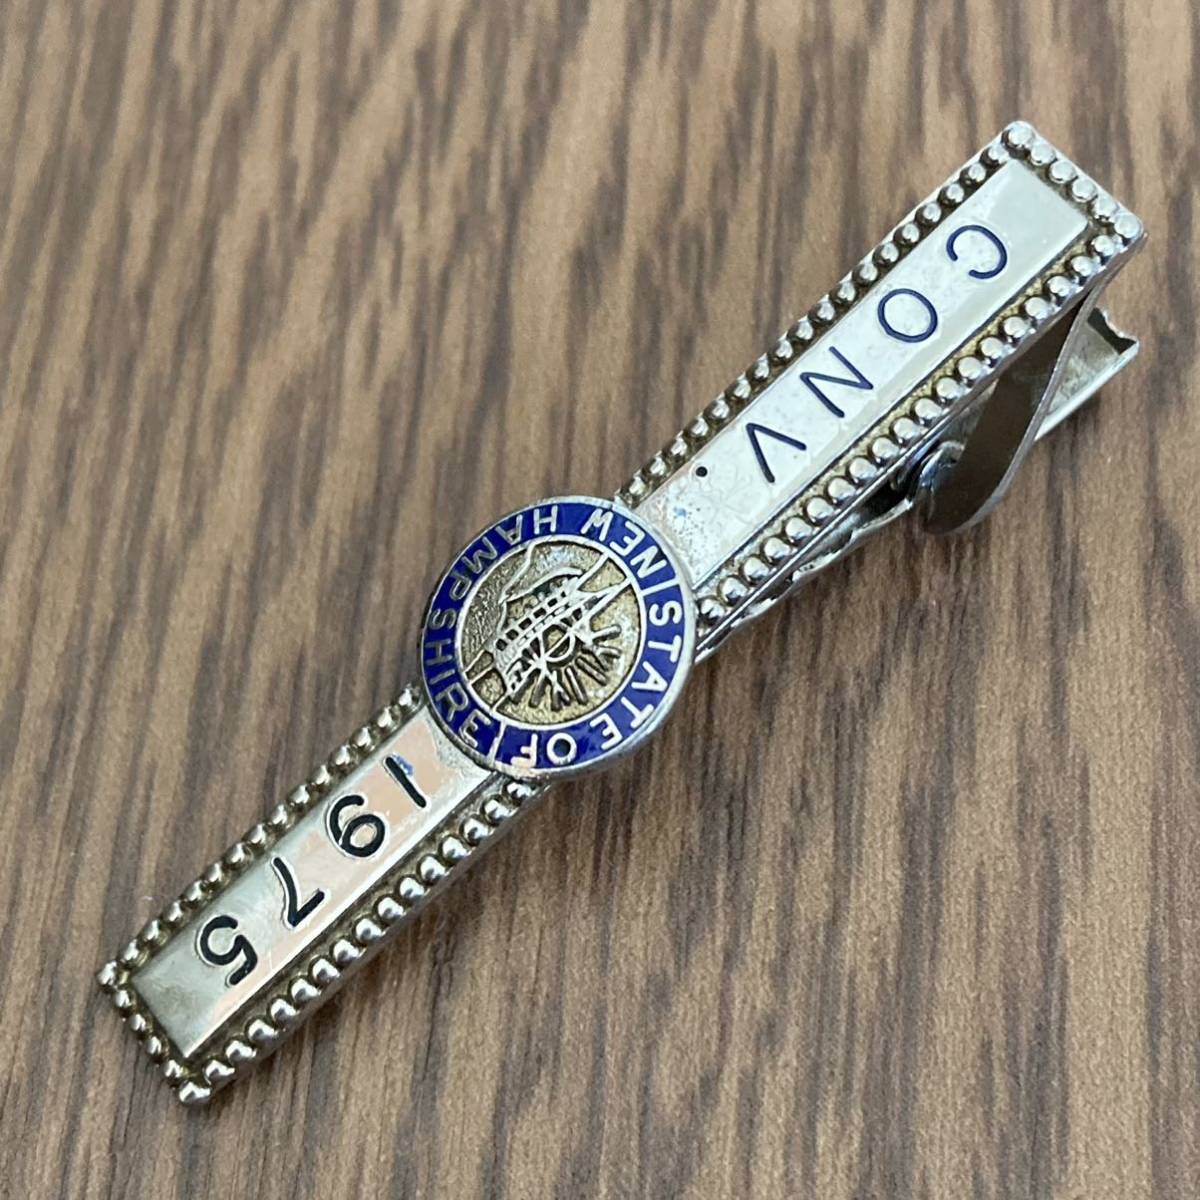 CONV.
STATE OF NEW HAMPSHIRE
1975